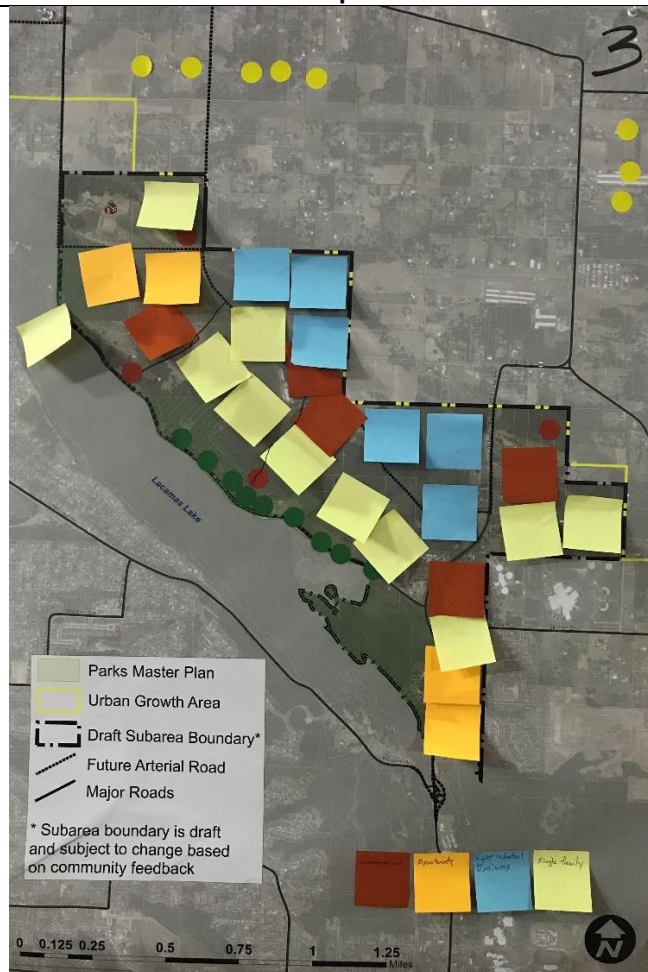 3
Lacamas Lake
Parks Master Plan
Urban Growth Area
Draft Subarea Boundary*
Future Arterial Road
Major Roads
* Subarea boundary is draft
and subject to change based
on community feedback
Single family
Business
0 0.125 0.25 0.5 0.75 1 1.25
Miles
N